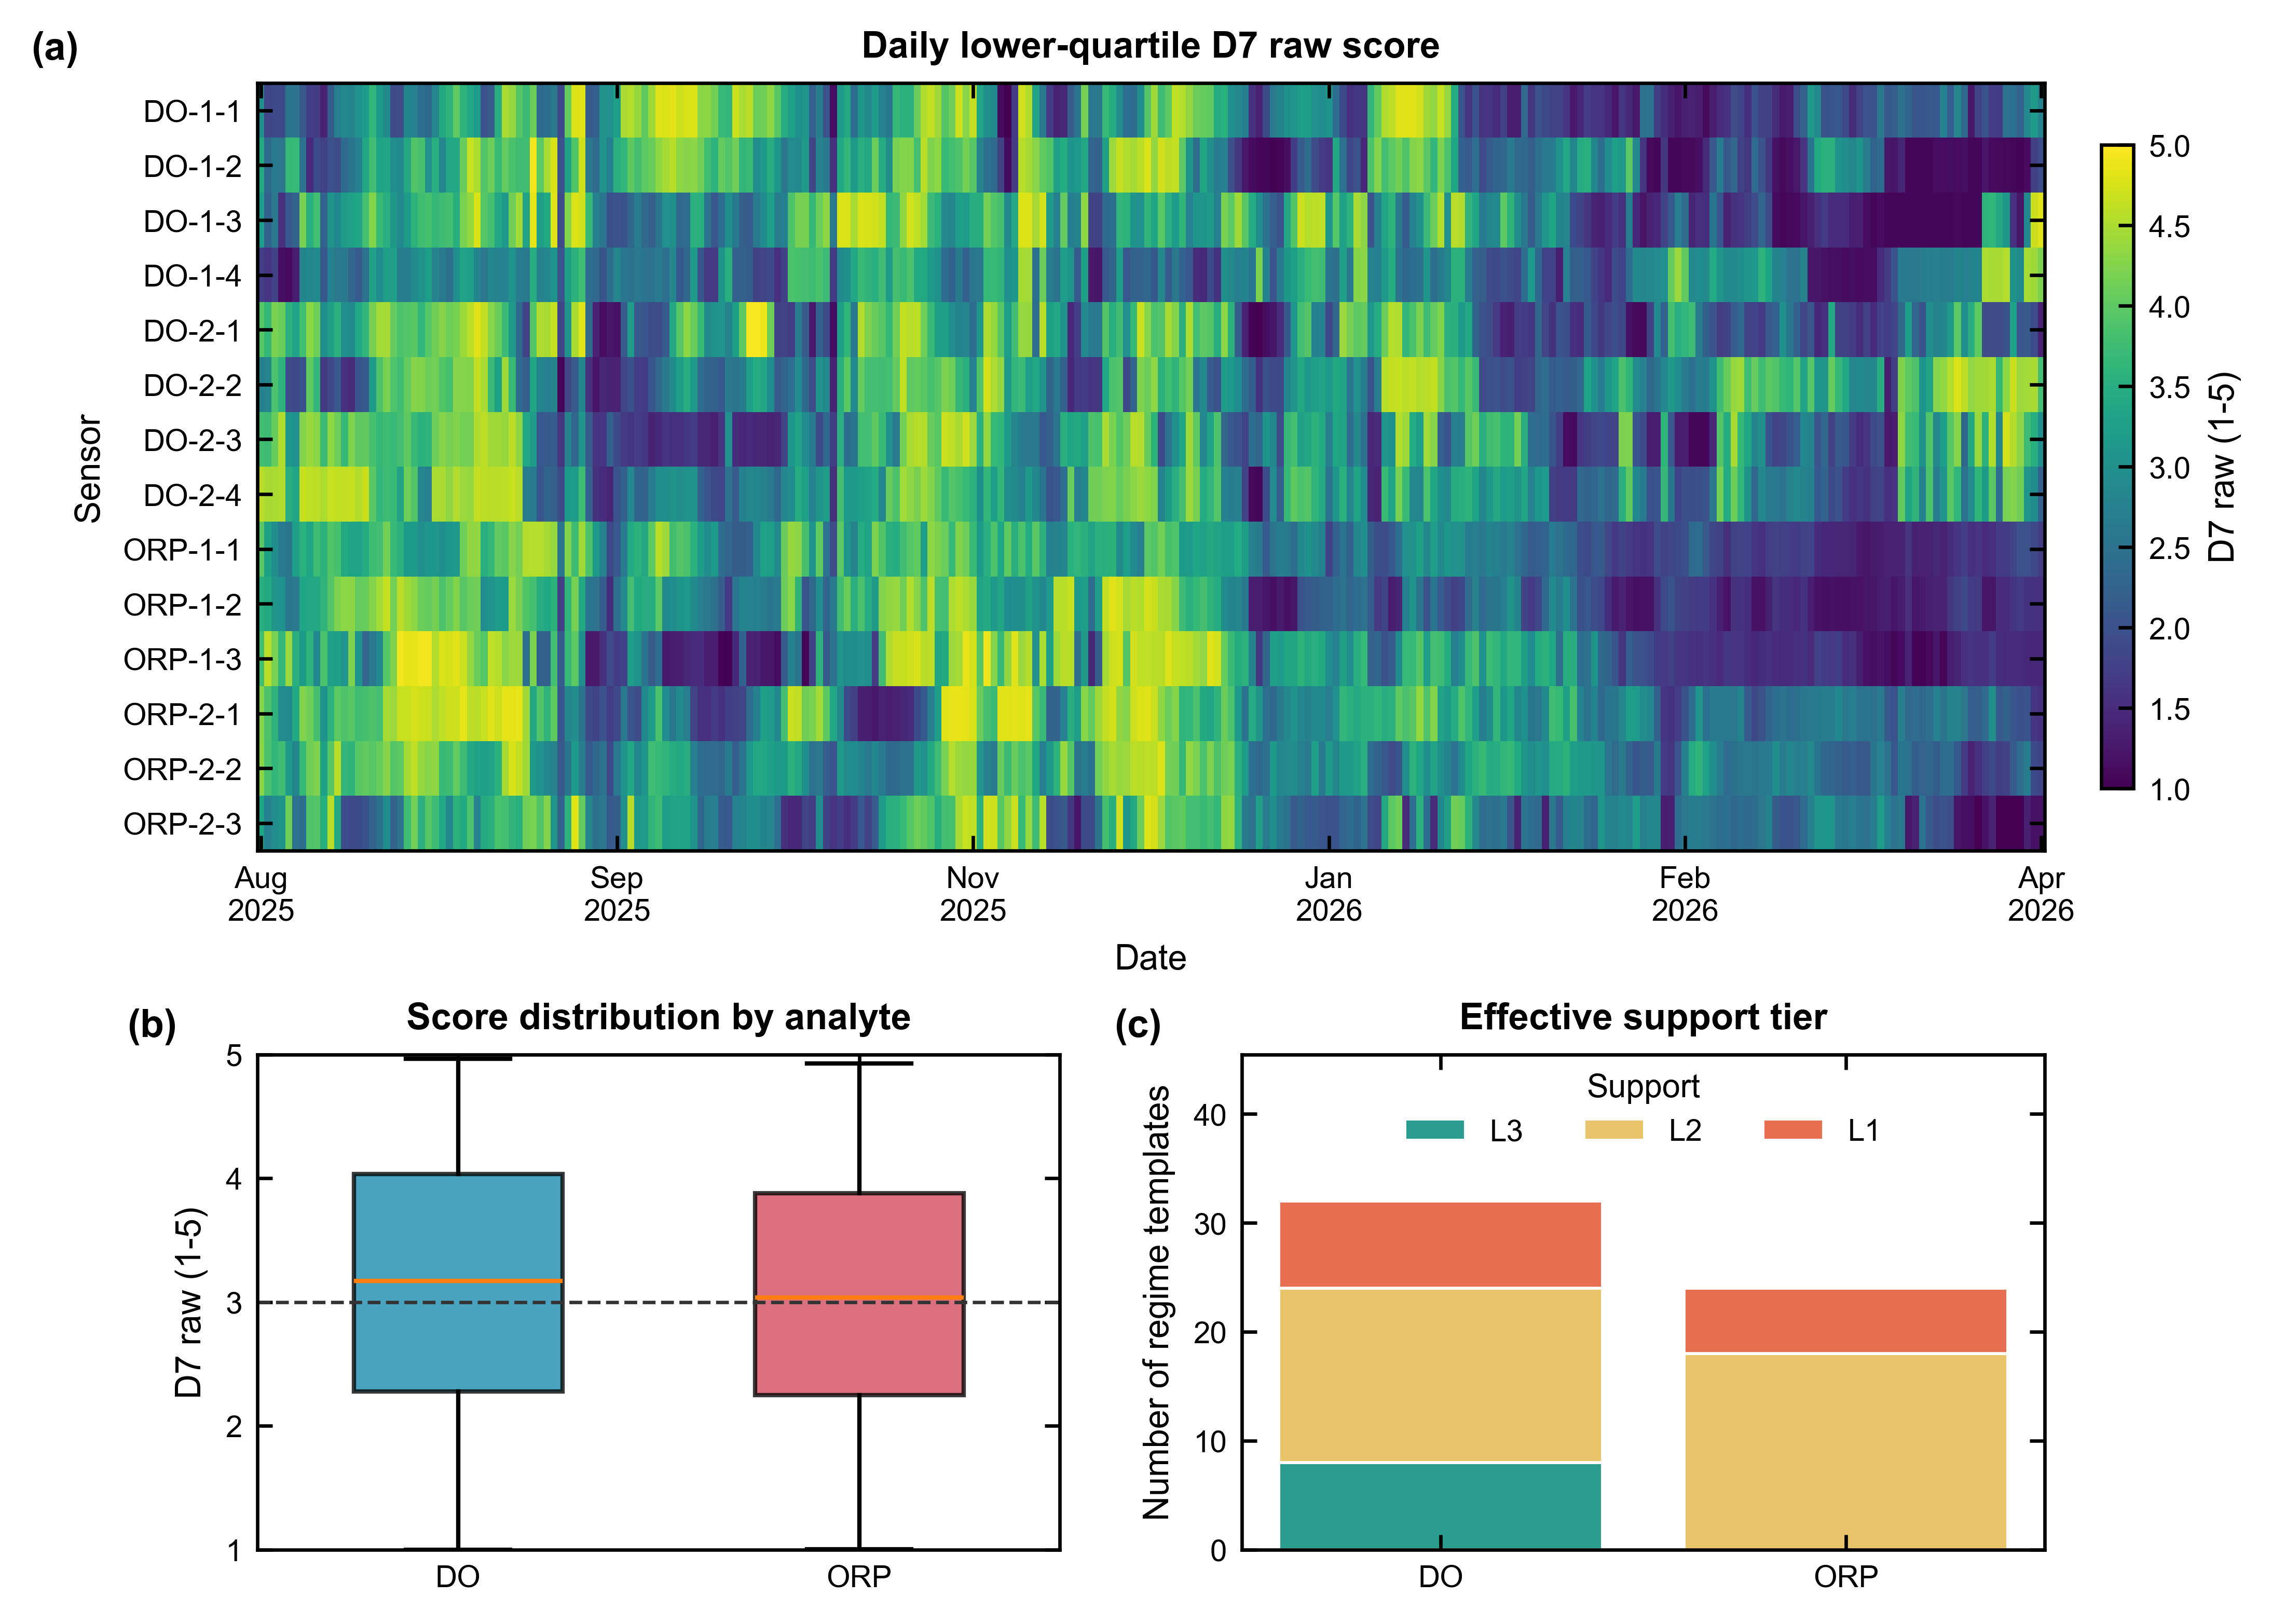 (a)
Daily lower-quartile D7 raw score
Sensor
DO-1-1
DO-1-2
DO-1-3
DO-1-4
DO-2-1
DO-2-2
DO-2-3
DO-2-4
ORP-1-1
ORP-1-2
ORP-1-3
ORP-2-1
ORP-2-2
ORP-2-3
Aug
2025
Sep
2025
Nov
2025
Jan
2026
Feb
2026
Apr
2026
Date
5.0
4.5
4.0
3.5
3.0
2.5
2.0
1.5
1.0
D7 raw (1-5)
(b)
Score distribution by analyte
D7 raw (1-5)
5
4
3
2
1
DO
ORP
(c)
Effective support tier
Number of regime templates
40
30
20
10
0
Support
L3
L2
L1
DO
ORP